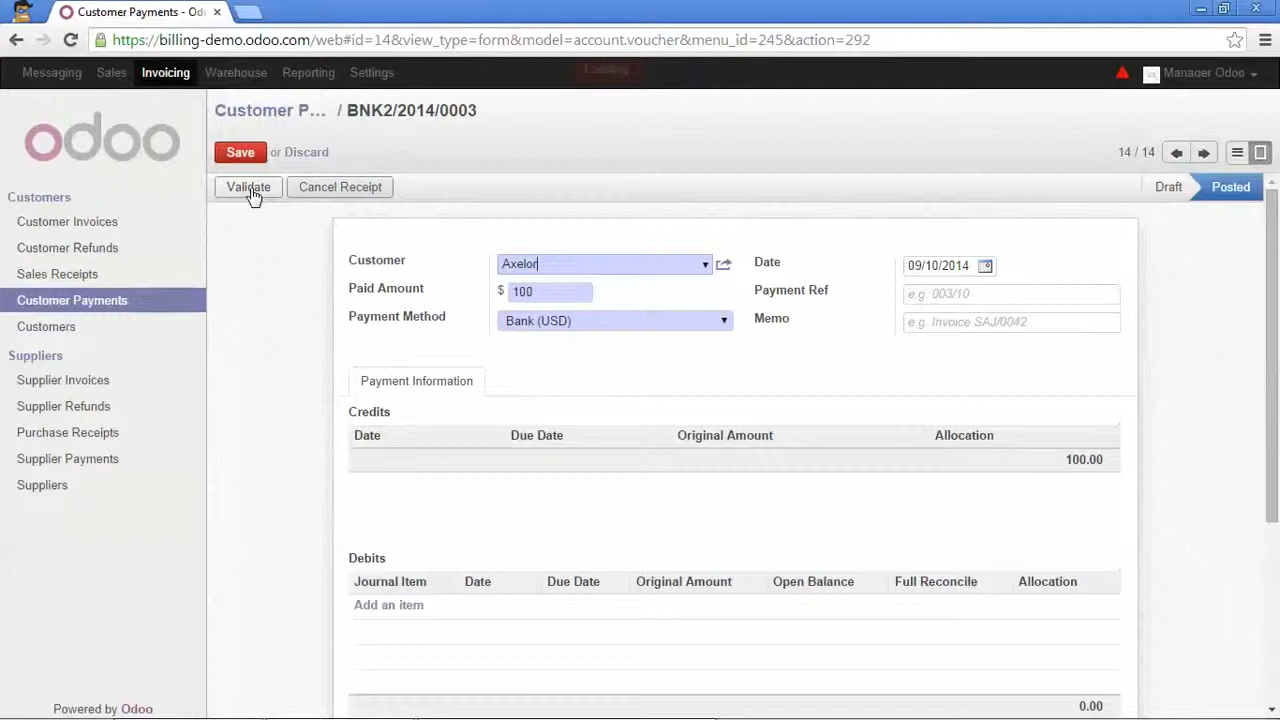 Customer Payments - Od
https://billing-demo.odoo.com/web#id=14&view_type=form&model=account.voucher&menu_id=245&action=292
Messaging Sales Invoicing Warehouse Reporting Settings Loading Manager Odoo
odoo
Customer P... / BNK2/2014/0003
Save or Discard 14 / 14
Validate Cancel Receipt Draft Posted
Customers
Customer Invoices
Customer Refunds
Sales Receipts
Customer Payments
Customers
Suppliers
Supplier Invoices
Supplier Refunds
Purchase Receipts
Supplier Payments
Suppliers
Powered by Odoo
Customer Axelor Date 09/10/2014
Paid Amount $ 100 Payment Ref e.g. 003/10
Payment Method Bank (USD) Memo e.g. Invoice SAJ/0042
Payment Information
Credits
Date Due Date Original Amount Allocation
100.00
Debits
Journal Item Date Due Date Original Amount Open Balance Full Reconcile Allocation
Add an item
0.00